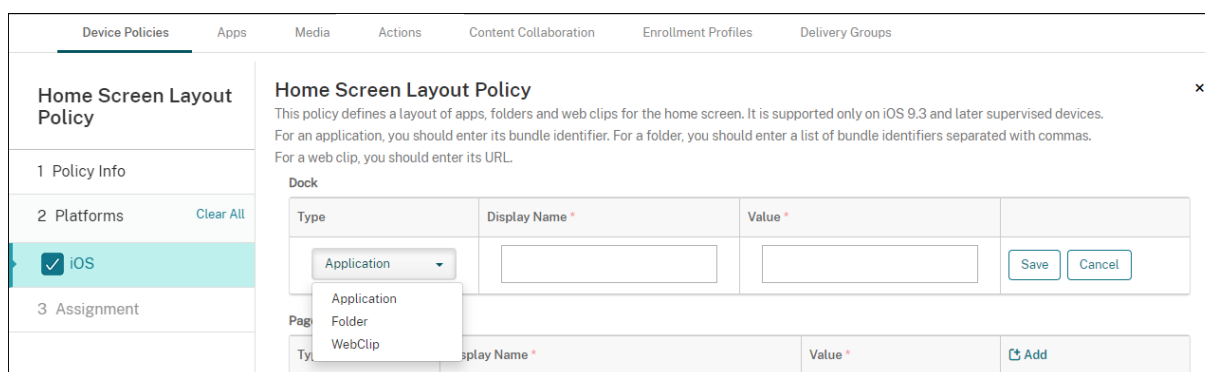 Device Policies Apps Media Actions Content Collaboration Enrollment Profiles Delivery Groups
Home Screen Layout
Policy
1 Policy Info
2 Platforms Clear All
iOS
3 Assignment
Home Screen Layout Policy
This policy defines a layout of apps, folders and web clips for the home screen. It is supported only on iOS 9.3 and later supervised devices.
For an application, you should enter its bundle identifier. For a folder, you should enter a list of bundle identifiers separated with commas.
For a web clip, you should enter its URL.
Dock
Type Display Name * Value *
Application Save Cancel
Application
Folder
WebClip
Pag
Ty splay Name * Value * Add